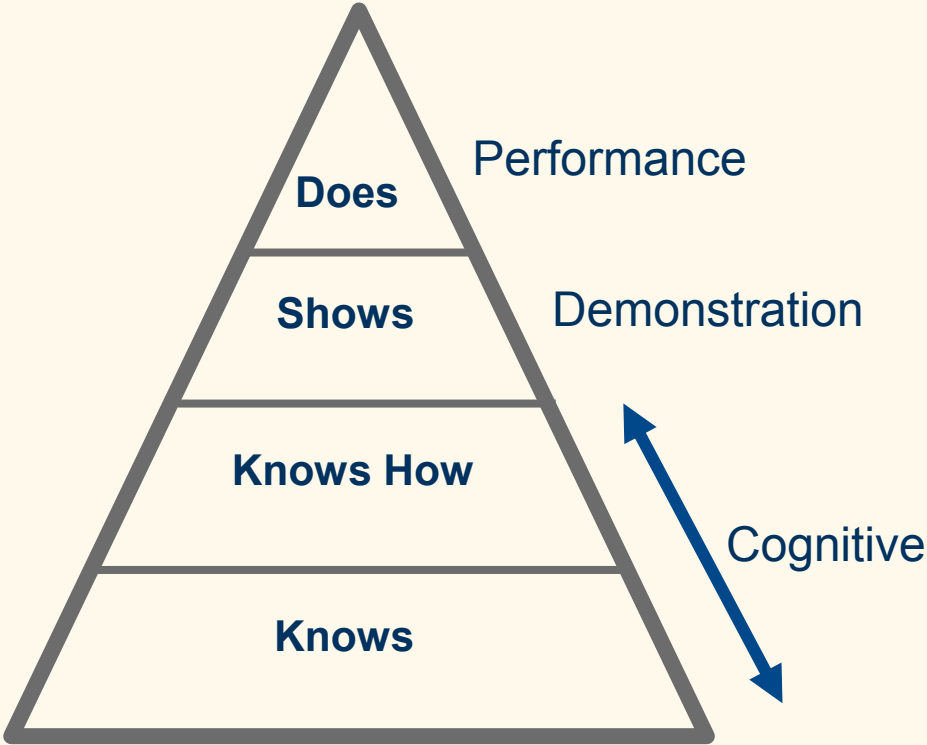 Performance
Does
Demonstration
Shows
Knows How
Cognitive
Knows